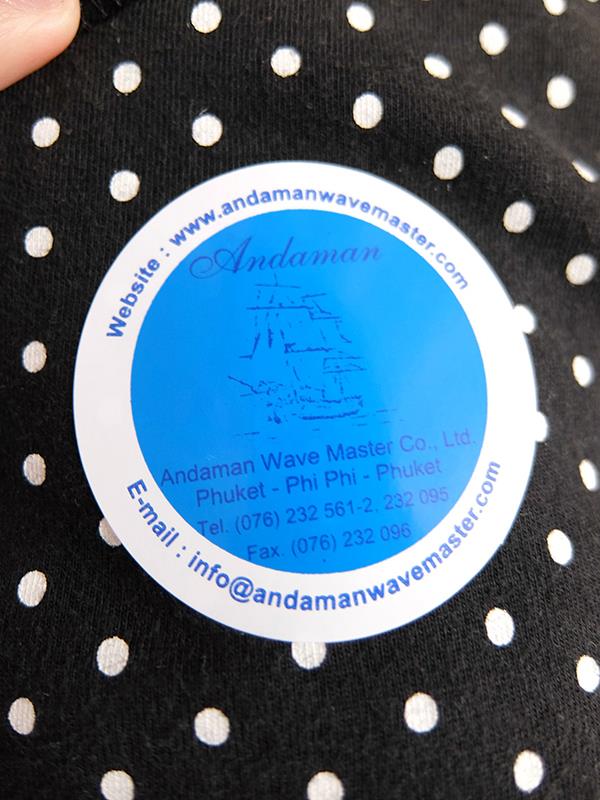 Website : www.andamanwavemaster.com
Andaman
Andaman Wave Master Co., Ltd.
Phuket - Phi Phi - Phuket
Tel. (076) 232 561-2, 232 095
Fax. (076) 232 096
E-mail : info@andamanwavemaster.com